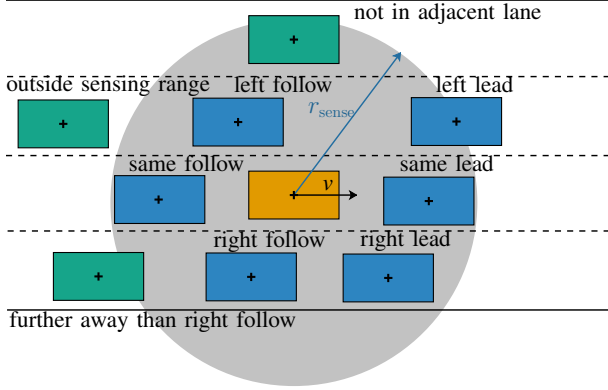 not in adjacent lane
outside sensing range
left follow
left lead
r_sense
same follow
same lead
v
right follow
right lead
further away than right follow